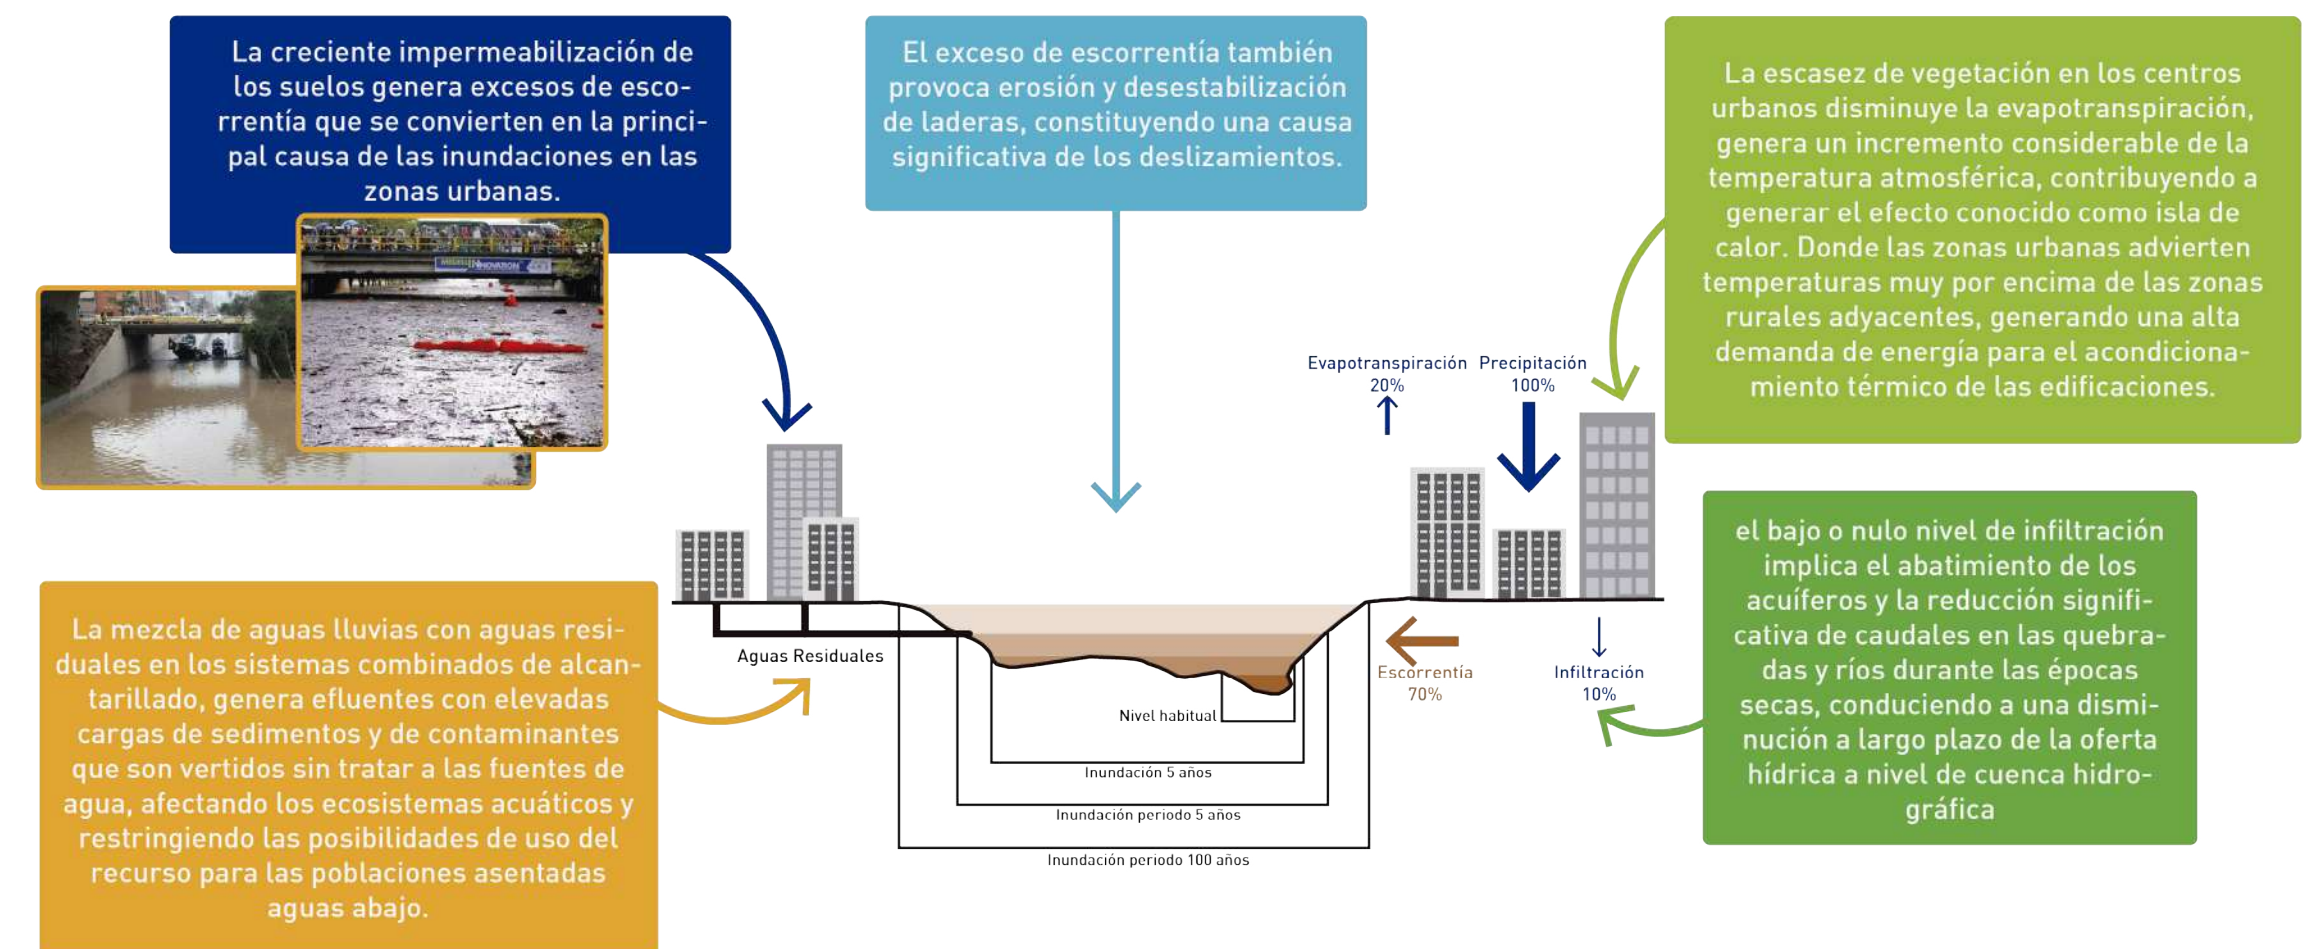 La creciente impermeabilización de
los suelos genera excesos de esco-
rrentía que se convierten en la princi-
pal causa de las inundaciones en las
zonas urbanas.
El exceso de escorrentía también
provoca erosión y desestabilización
de laderas, constituyendo una causa
significativa de los deslizamientos.
La escasez de vegetación en los centros
urbanos disminuye la evapotranspiración,
genera un incremento considerable de la
temperatura atmosférica, contribuyendo a
generar el efecto conocido como isla de
calor. Donde las zonas urbanas advierten
temperaturas muy por encima de las zonas
rurales adyacentes, generando una alta
demanda de energía para el acondiciona-
miento térmico de las edificaciones.
Evapotranspiración
20%
Precipitación
100%
el bajo o nulo nivel de infiltración
implica el abatimiento de los
acuíferos y la reducción signifi-
cativa de caudales en las quebra-
das y ríos durante las épocas
secas, conduciendo a una dismi-
nución a largo plazo de la oferta
hídrica a nivel de cuenca hidro-
gráfica
La mezcla de aguas lluvias con aguas resi-
duales en los sistemas combinados de alcan-
tarillado, genera efluentes con elevadas
cargas de sedimentos y de contaminantes
que son vertidos sin tratar a las fuentes de
agua, afectando los ecosistemas acuáticos y
restringiendo las posibilidades de uso del
recurso para las poblaciones asentadas
aguas abajo.
Aguas Residuales
Escorrentía
70%
Infiltración
10%
Nivel habitual
Inundación 5 años
Inundación periodo 5 años
Inundación periodo 100 años